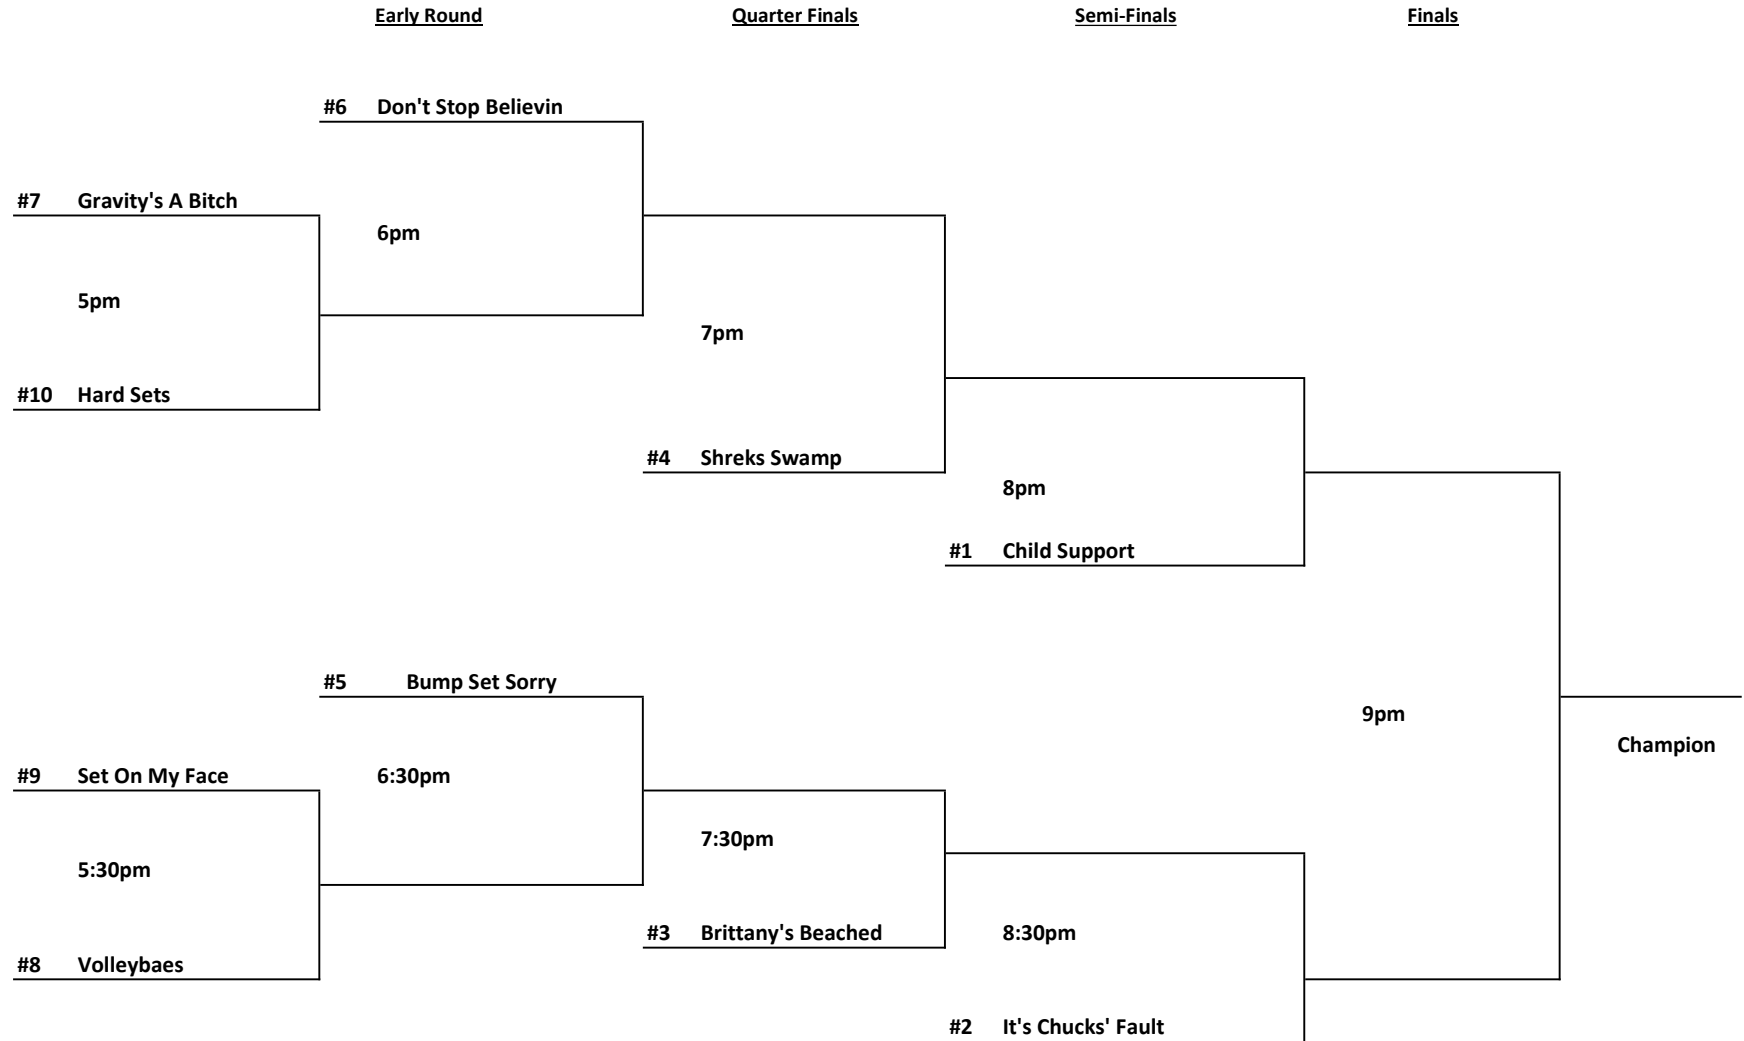 Early Round Quarter Finals Semi-Finals Finals
#6 Don't Stop Believin
#7 Gravity's A Bitch
6pm
5pm
7pm
#10 Hard Sets
#4 Shreks Swamp
8pm
#1 Child Support
#5 Bump Set Sorry
9pm
Champion
#9 Set On My Face
6:30pm
7:30pm
5:30pm
#3 Brittany's Beached
8:30pm
#8 Volleybaes
#2 It's Chucks' Fault